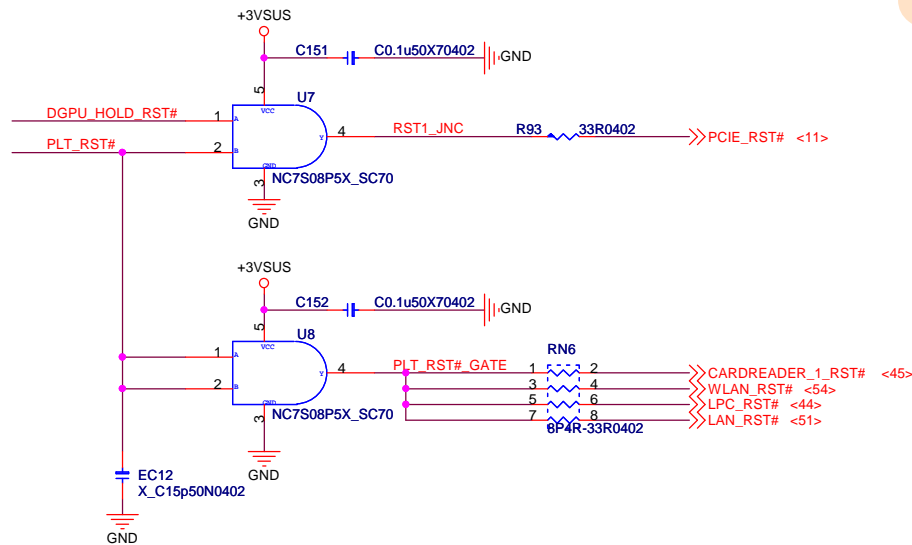 +3VSUS
C151 C0.1u50X70402 GND
5 U7
VCC
DGPU_HOLD_RST# 1 A
Y 4 RST1_JNC R93 33R0402 PCIE_RST# <11>
PLT_RST# 2 B
GND
3 NC7S08P5X_SC70
GND
+3VSUS
C152 C0.1u50X70402 GND
5 U8
VCC
RN6
1 A
Y 4 PLT_RST#_GATE 1 2 CARDREADER_1_RST# <45>
2 B 3 4 WLAN_RST# <54>
5 6 LPC_RST# <44>
GND
3 NC7S08P5X_SC70 7 8 LAN_RST# <51>
8P4R-33R0402
GND
EC12
X_C15p50N0402
GND